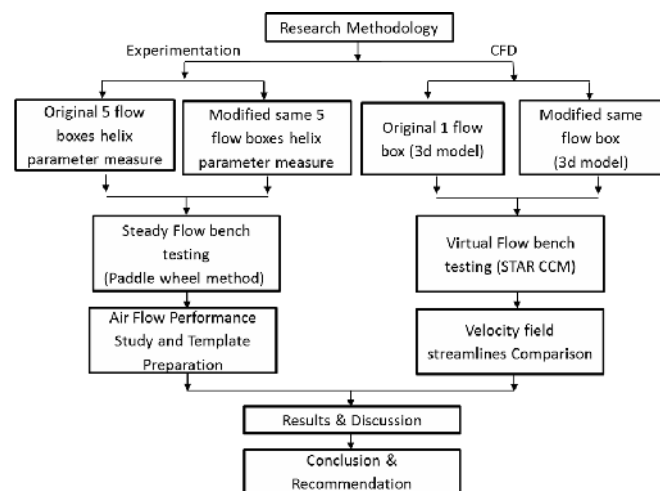 Research Methodology
Experimentation
CFD
Original 5 flow
boxes helix
parameter measure
Modified same 5
flow boxes helix
parameter measure
Original 1 flow
box (3d model)
Modified same
flow box
(3d model)
Steady Flow bench
testing
(Paddle wheel method)
Virtual Flow bench
testing (STAR CCM)
Air Flow Performance
Study and Template
Preparation
Velocity field
streamlines Comparison
Results & Discussion
Conclusion &
Recommendation